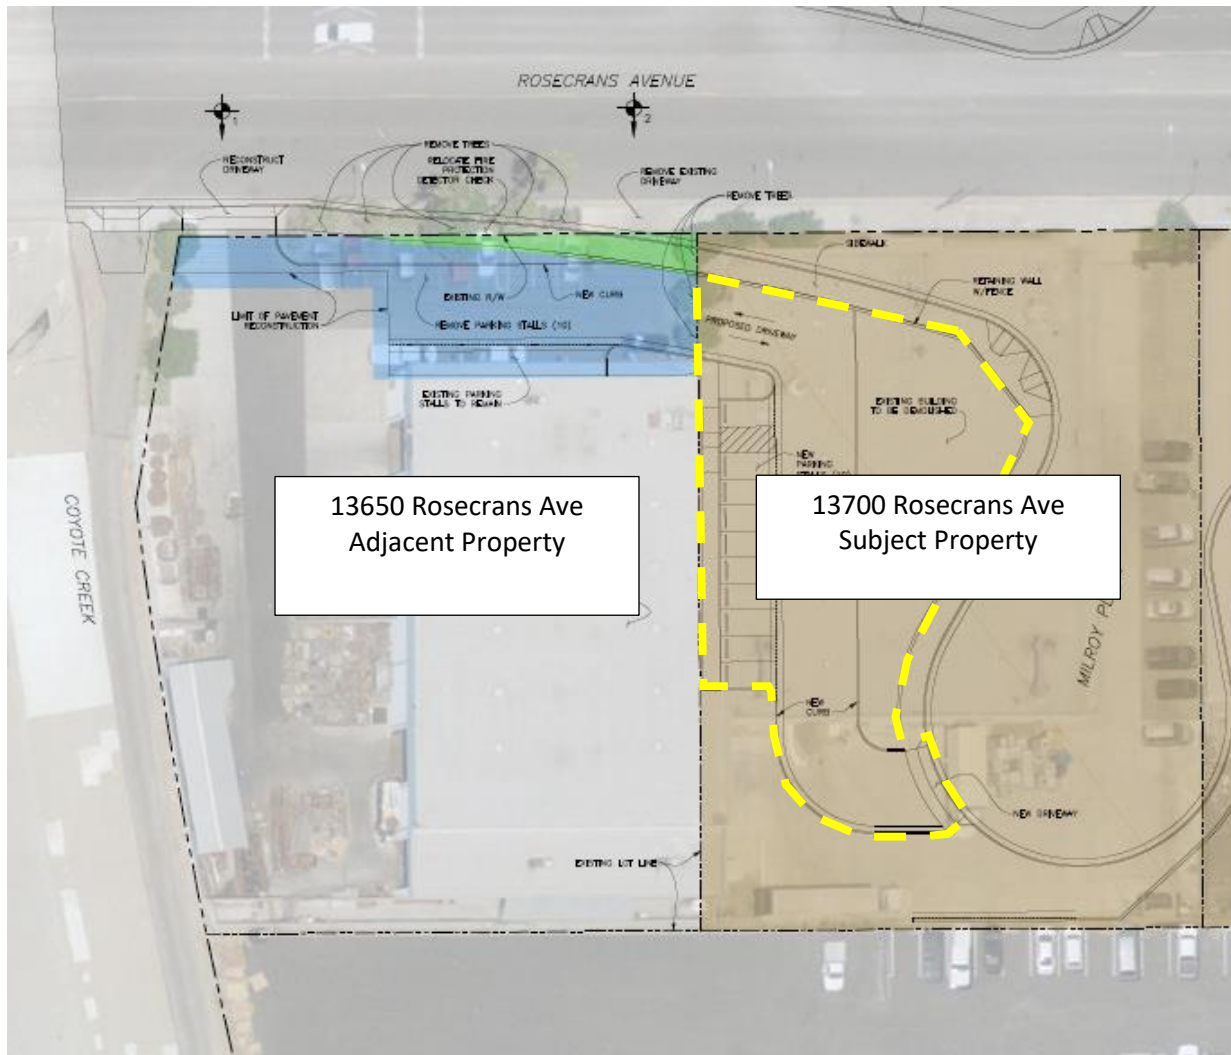 ROSECRANS AVENUE
1
2
REMOVE TREES
RECONSTRUCT
DRIVEWAY
RELOCATE FIRE
PROTECTION
DETECTOR CHECK
REMOVE EXISTING
DRIVEWAY
REMOVE TREES
SIDEWALK
RETAINING WALL
W/FENCE
EXISTING R/W
NEW CURB
LIMIT OF PAVEMENT
RECONSTRUCTION
REMOVE PARKING STALLS (10)
PROPOSED DRIVEWAY
EXISTING PARKING
STALLS TO REMAIN
EXISTING BUILDING
TO BE DEMOLISHED
NEW
PARKING
13650 Rosecrans Ave
Adjacent Property
13700 Rosecrans Ave
Subject Property
COYOTE CREEK
MILROY
NEW
CURB
NEW DRIVEWAY
EXISTING LOT LINE